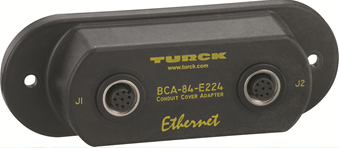 TURCK
www.turck.com
J1
J2
BCA-84-E224
CONDUIT COVER ADAPTER
Ethernet